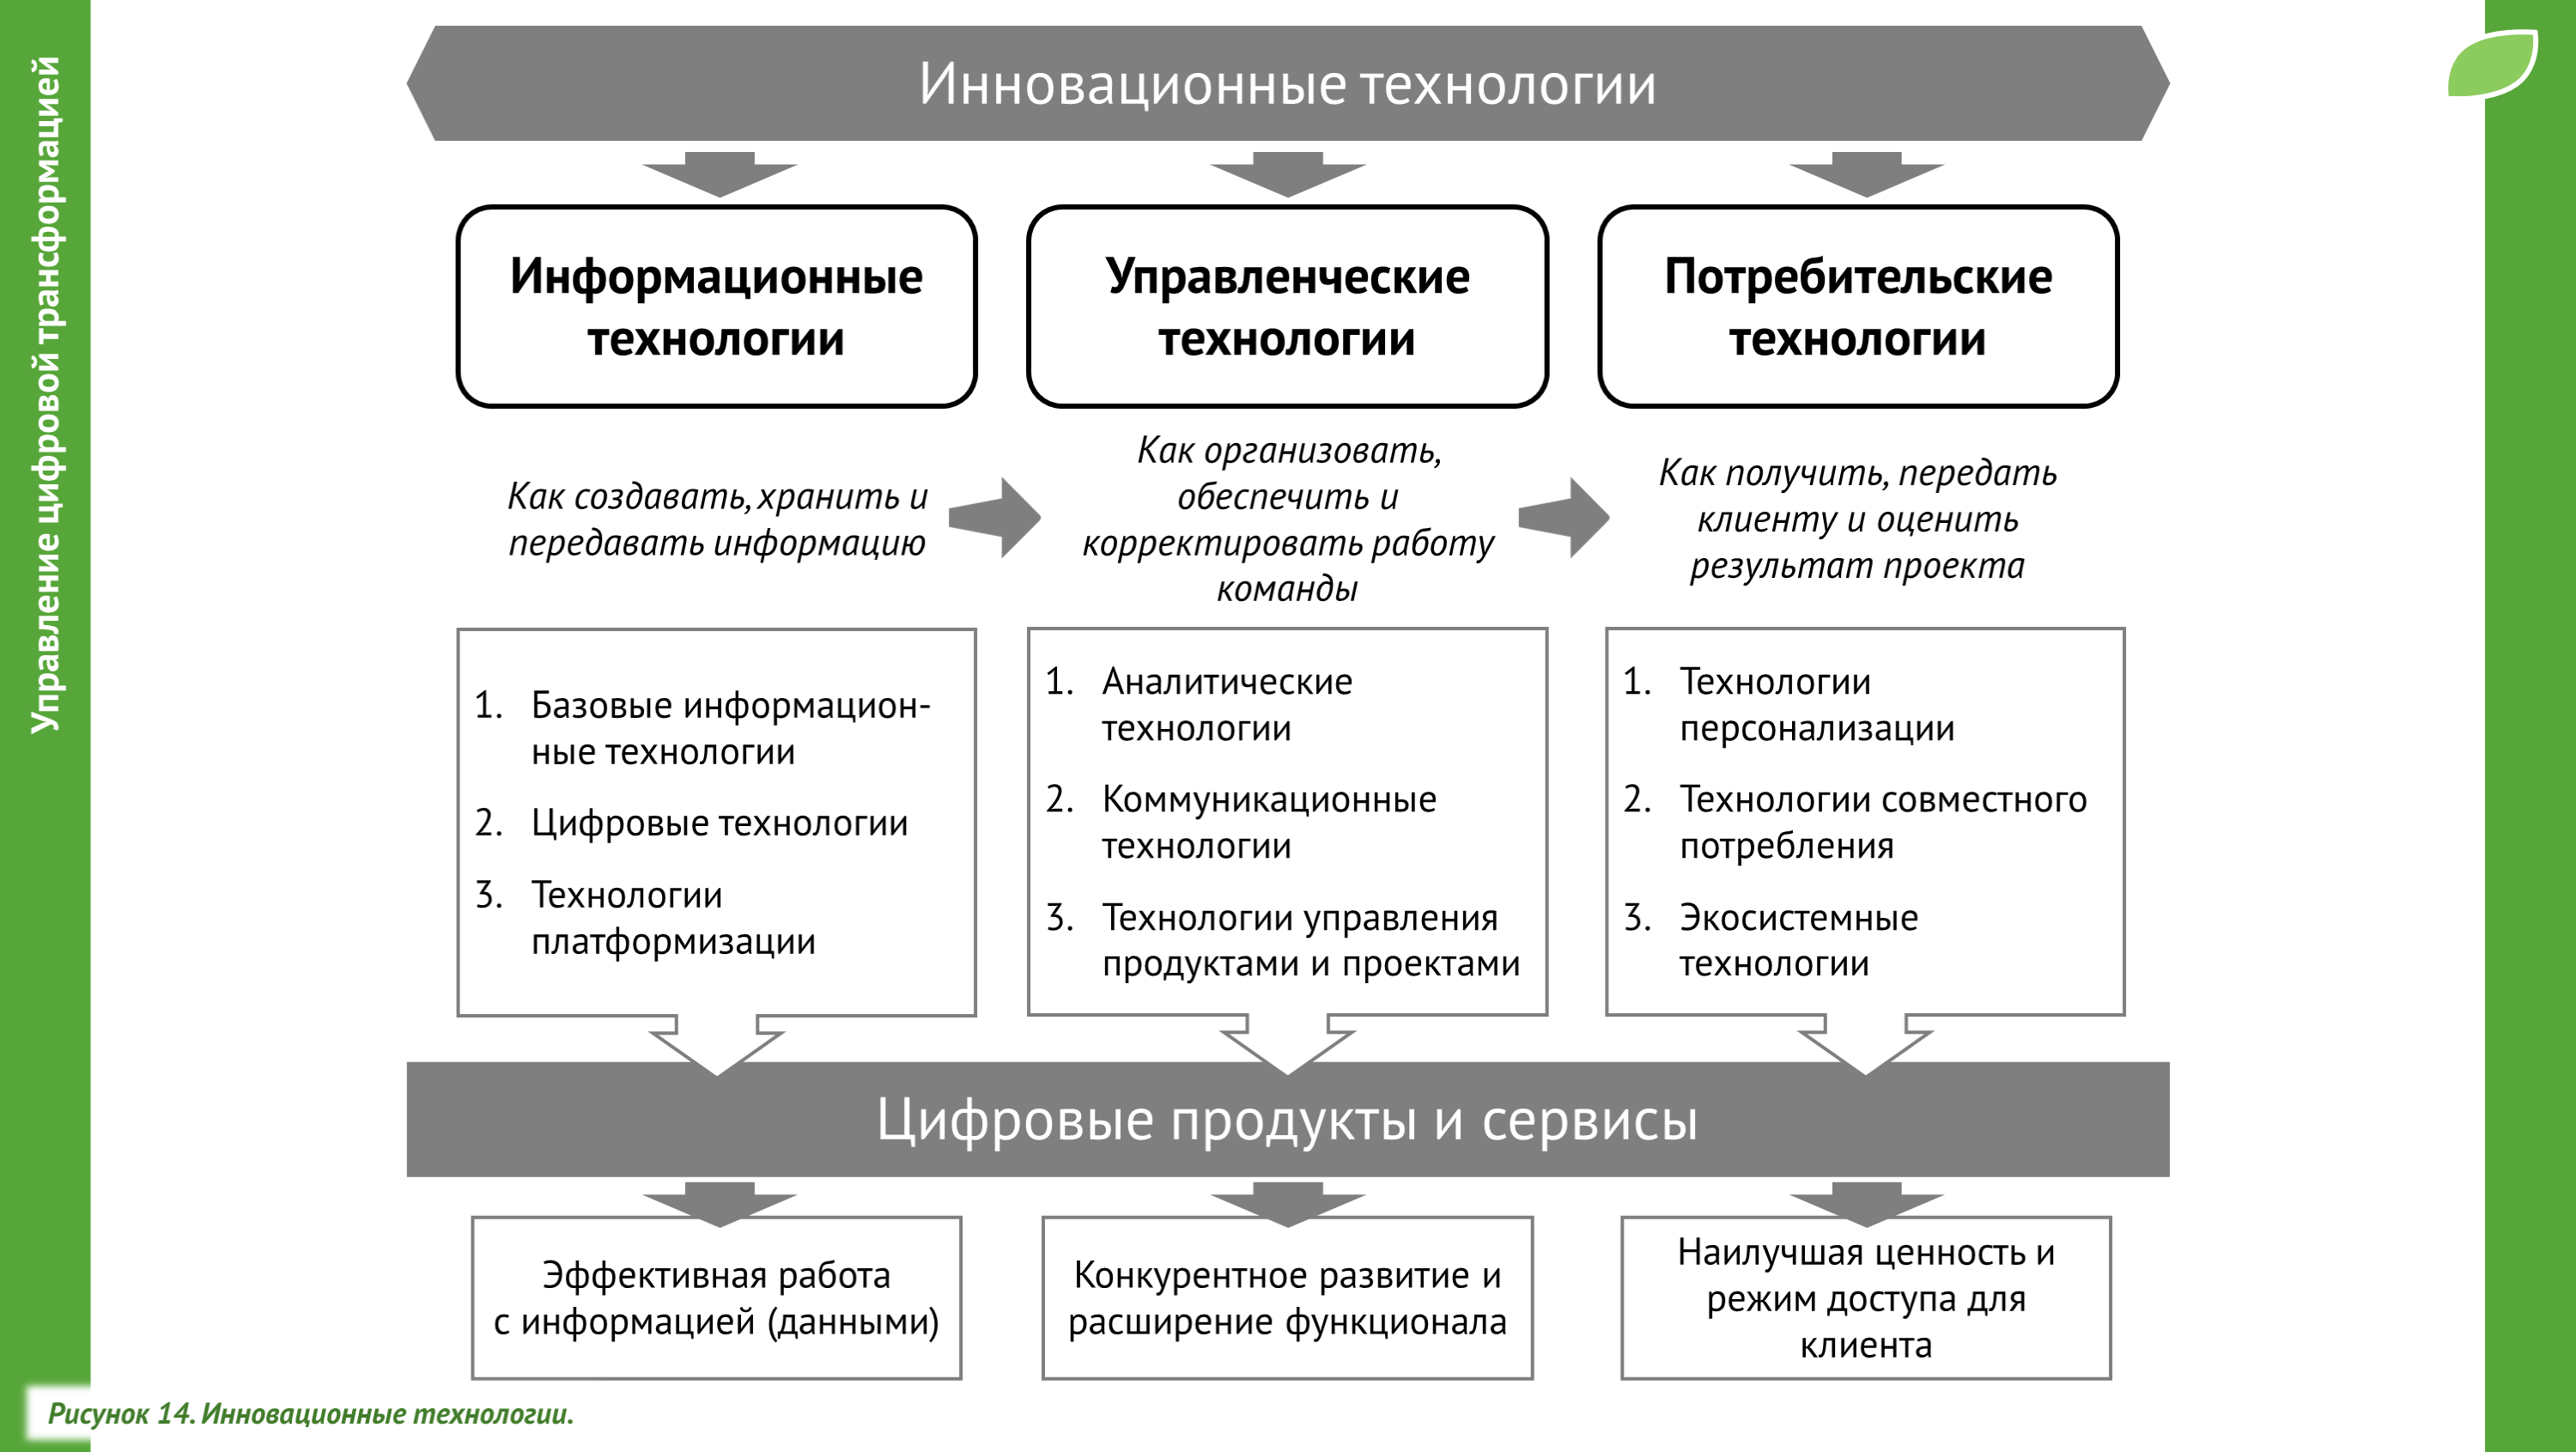 Управление цифровой трансформацией
Инновационные технологии
Информационные
технологии
Управленческие
технологии
Потребительские
технологии
Как создавать, хранить и
передавать информацию
Как организовать,
обеспечить и
корректировать работу
команды
Как получить, передать
клиенту и оценить
результат проекта
1. Базовые информацион-
ные технологии
2. Цифровые технологии
3. Технологии
платформизации
1. Аналитические
технологии
2. Коммуникационные
технологии
3. Технологии управления
продуктами и проектами
1. Технологии
персонализации
2. Технологии совместного
потребления
3. Экосистемные
технологии
Цифровые продукты и сервисы
Эффективная работа
с информацией (данными)
Конкурентное развитие и
расширение функционала
Наилучшая ценность и
режим доступа для
клиента
Рисунок 14. Инновационные технологии.